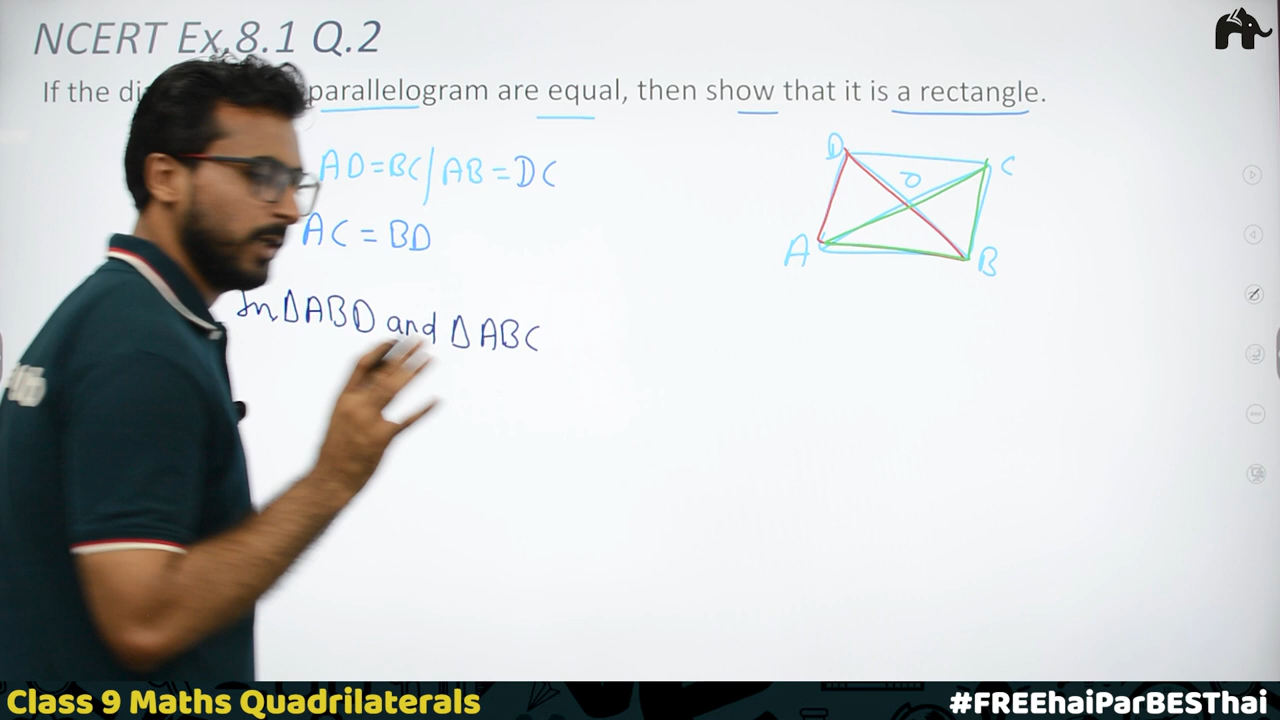 NCERT Ex.8.1 Q.2
If the parallelogram are equal, then show that it is a rectangle.
AD=BC/AB=DC
AC=BD
In ΔABD and ΔABC
D
C
O
A
B
Class 9 Maths Quadrilaterals
#FREEhaiParBESThai